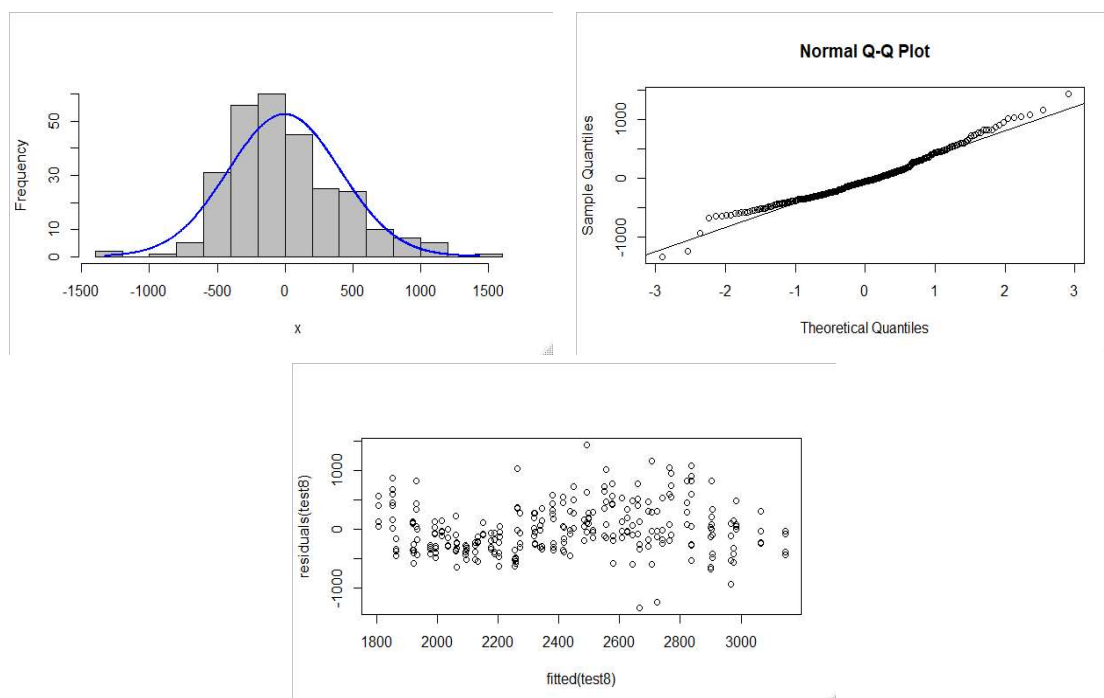 Frequency
50
30
10
0
-1500 -1000 -500 0 500 1000 1500
x
Normal Q-Q Plot
Sample Quantiles
1000
0
-1000
-3 -2 -1 0 1 2 3
Theoretical Quantiles
residuals(test8)
1000
0
-1000
1800 2000 2200 2400 2600 2800 3000
fitted(test8)